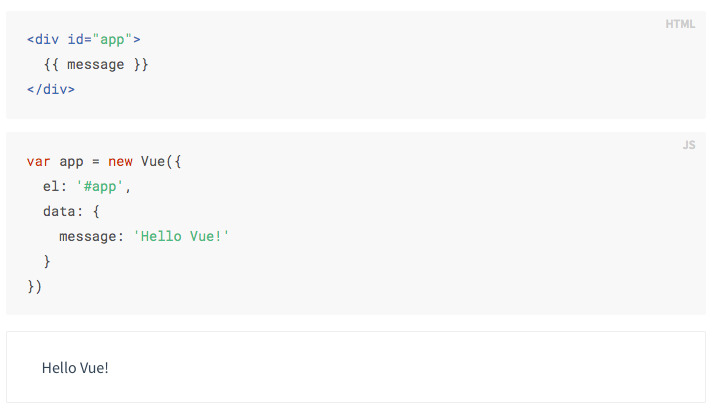 HTML
<div id="app">
  {{ message }}
</div>
JS
var app = new Vue({
  el: '#app',
  data: {
    message: 'Hello Vue!'
  }
})
Hello Vue!